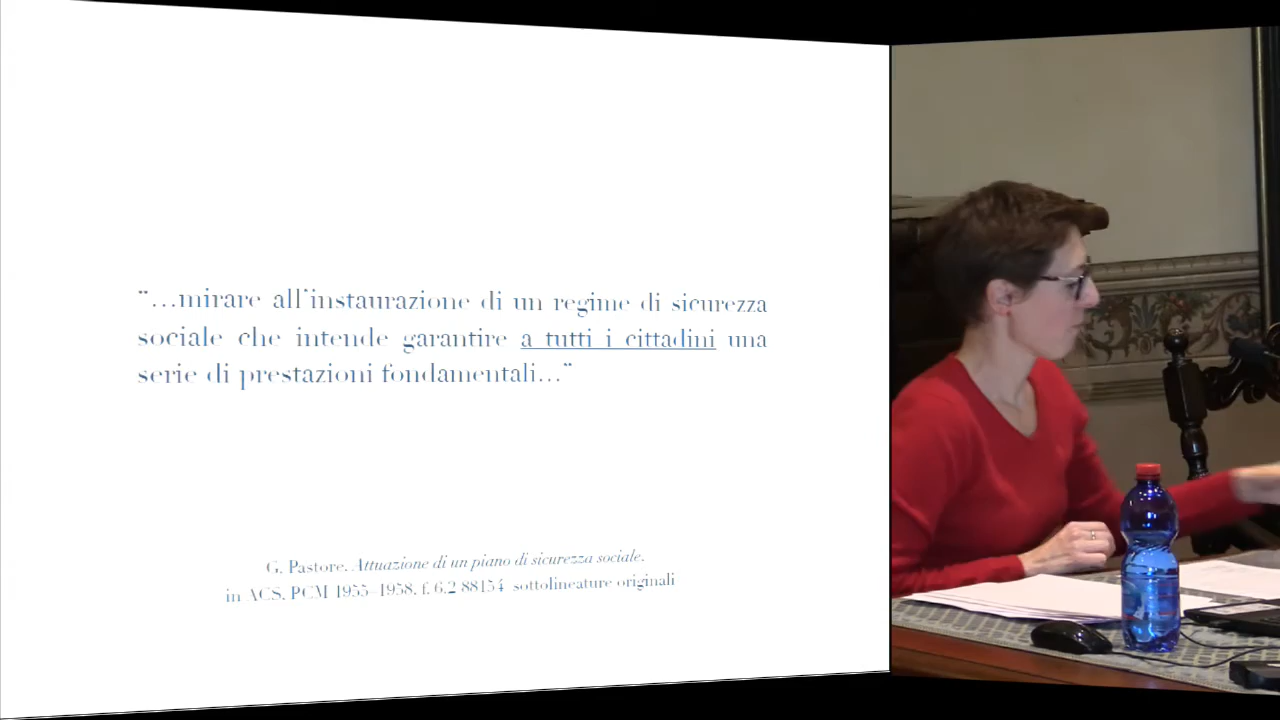 “…mirare all’instaurazione di un regime di sicurezza
sociale che intende garantire a tutti i cittadini una
serie di prestazioni fondamentali…”
G. Pastore, Attuazione di un piano di sicurezza sociale,
in ACS, PCM 1955–1958, f. 6.2 88154 sottolineature originali